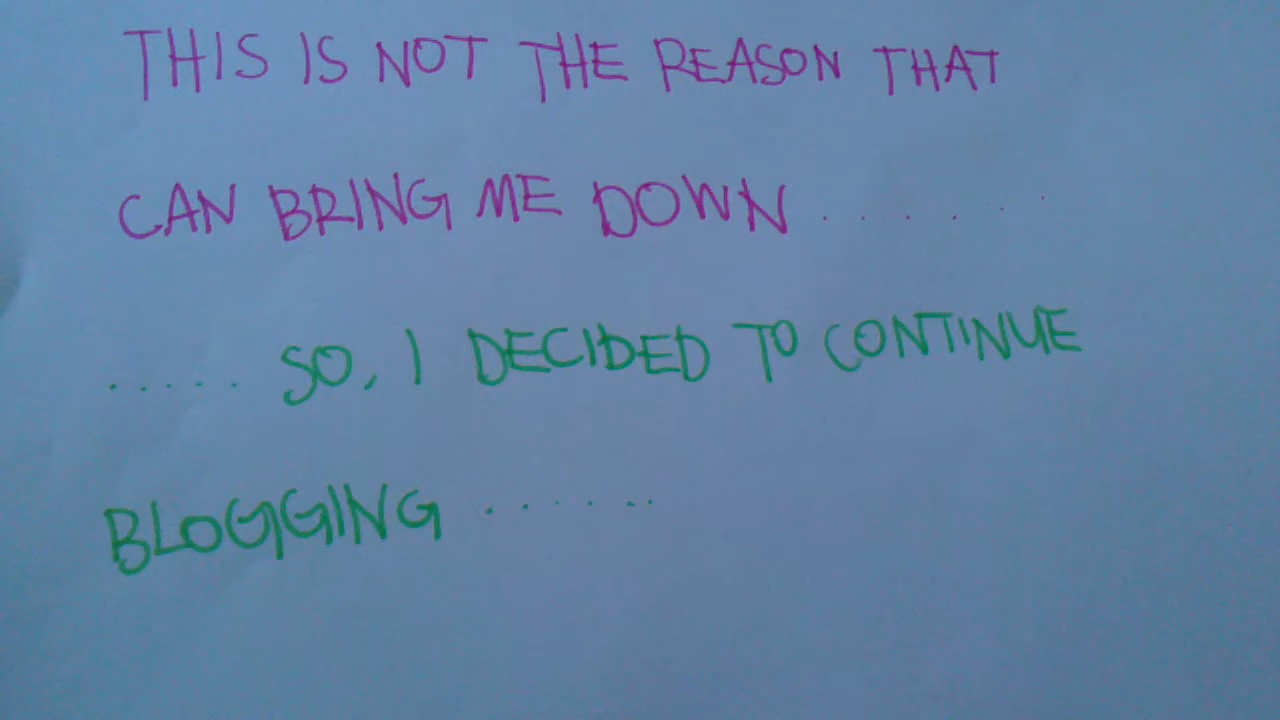 THIS IS NOT THE REASON THAT
CAN BRING ME DOWN ......
..... SO, I DECIDED TO CONTINUE
BLOGGING ......